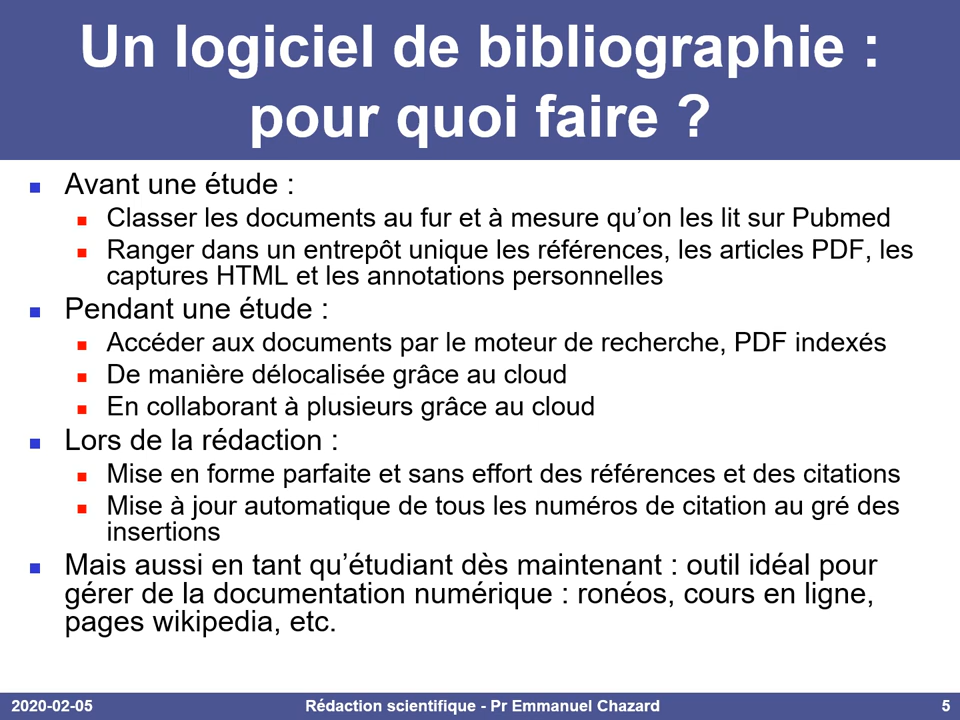 Un logiciel de bibliographie :
pour quoi faire ?
Avant une étude :
Classer les documents au fur et à mesure qu’on les lit sur Pubmed
Ranger dans un entrepôt unique les références, les articles PDF, les
captures HTML et les annotations personnelles
Pendant une étude :
Accéder aux documents par le moteur de recherche, PDF indexés
De manière délocalisée grâce au cloud
En collaborant à plusieurs grâce au cloud
Lors de la rédaction :
Mise en forme parfaite et sans effort des références et des citations
Mise à jour automatique de tous les numéros de citation au gré des
insertions
Mais aussi en tant qu’étudiant dès maintenant : outil idéal pour
gérer de la documentation numérique : ronéos, cours en ligne,
pages wikipedia, etc.
2020-02-05 Rédaction scientifique - Pr Emmanuel Chazard 5